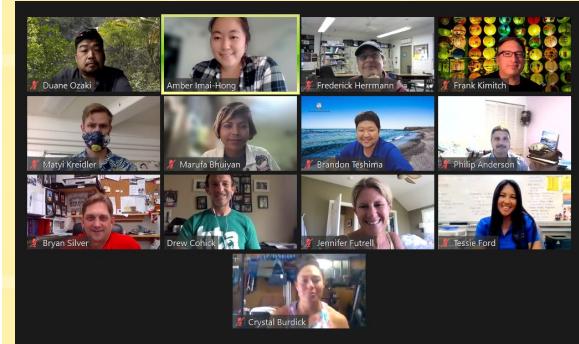 Duane Ozaki
Amber Imai-Hong
Frederick Herrmann
Frank Kimitch
Matyi Kreidler
Marufa Bhuiyan
Brandon Teshima
Philip Anderson
Bryan Silver
Drew Cohick
Jennifer Futrell
Tessie Ford
Crystal Burdick